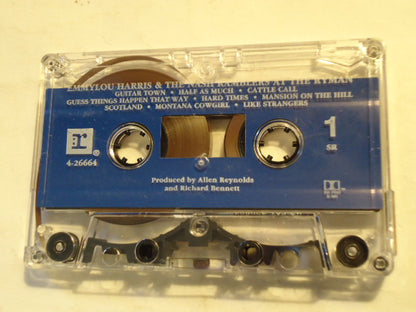 EMMYLOU HARRIS & THE NASH RAMBLERS AT THE RYMAN
GUITAR TOWN • HALF AS MUCH • CATTLE CALL
GUESS THINGS HAPPEN THAT WAY • HARD TIMES • MANSION ON THE HILL
SCOTLAND • MONTANA COWGIRL • LIKE STRANGERS
r
4-26664
1
SR
Produced by Allen Reynolds
and Richard Bennett